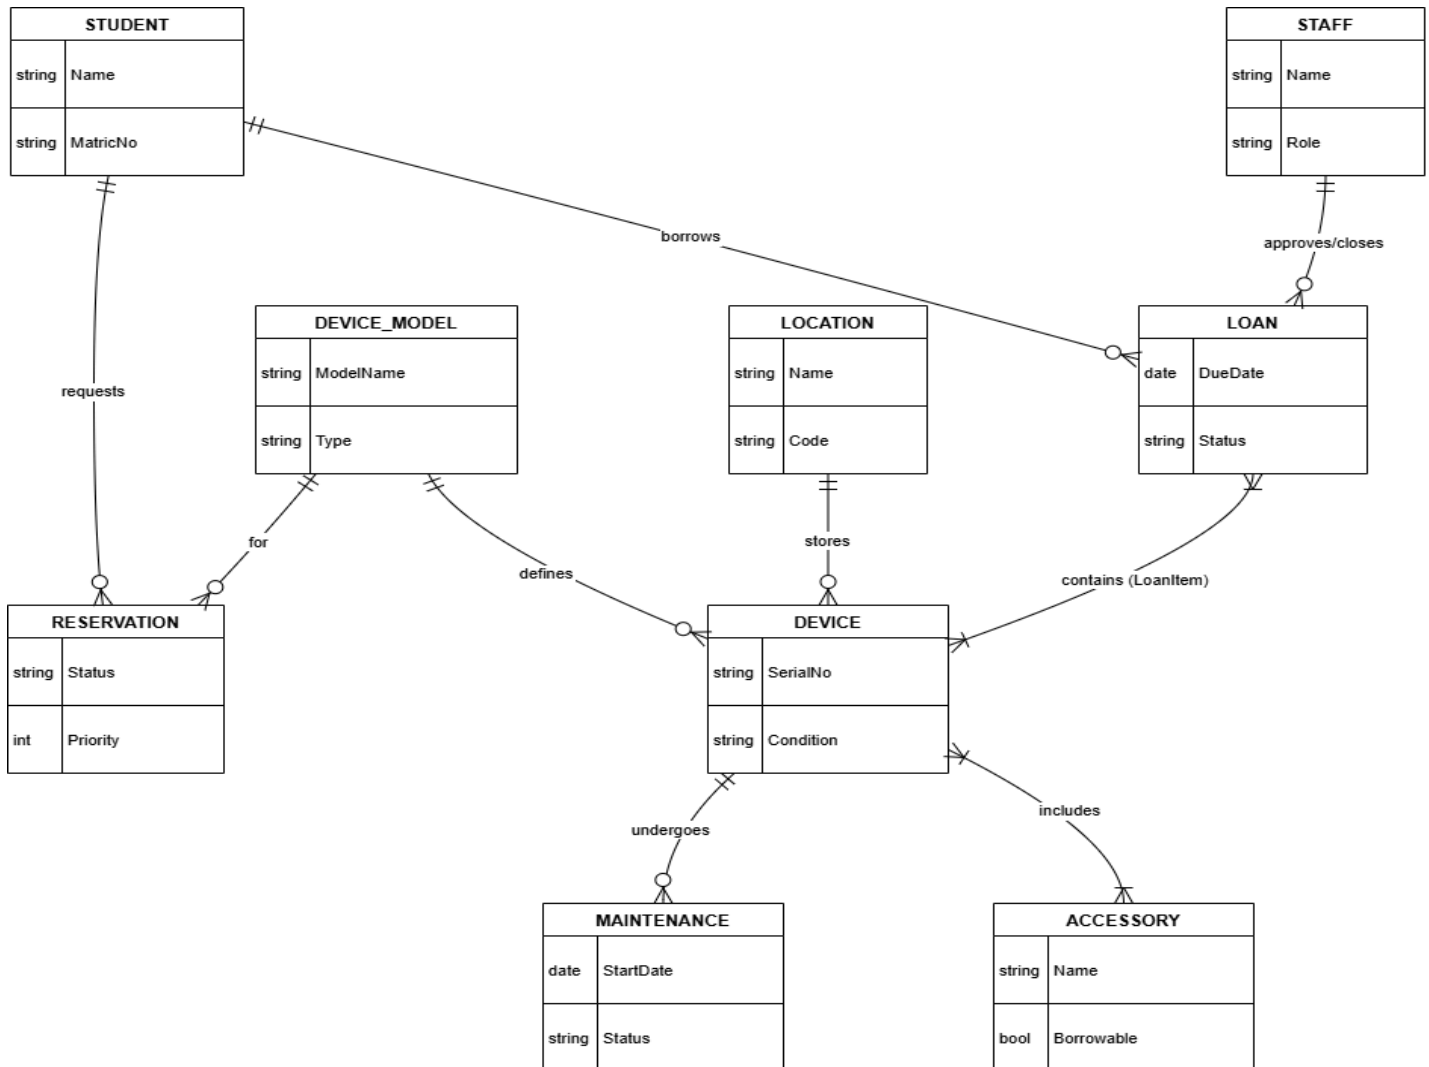 STUDENT
string Name
string MatricNo
STAFF
string Name
string Role
borrows
approves/closes
DEVICE_MODEL
string ModelName
string Type
LOCATION
string Name
string Code
LOAN
date DueDate
string Status
requests
for
defines
stores
contains (LoanItem)
RESERVATION
string Status
int Priority
DEVICE
string SerialNo
string Condition
undergoes
includes
MAINTENANCE
date StartDate
string Status
ACCESSORY
string Name
bool Borrowable